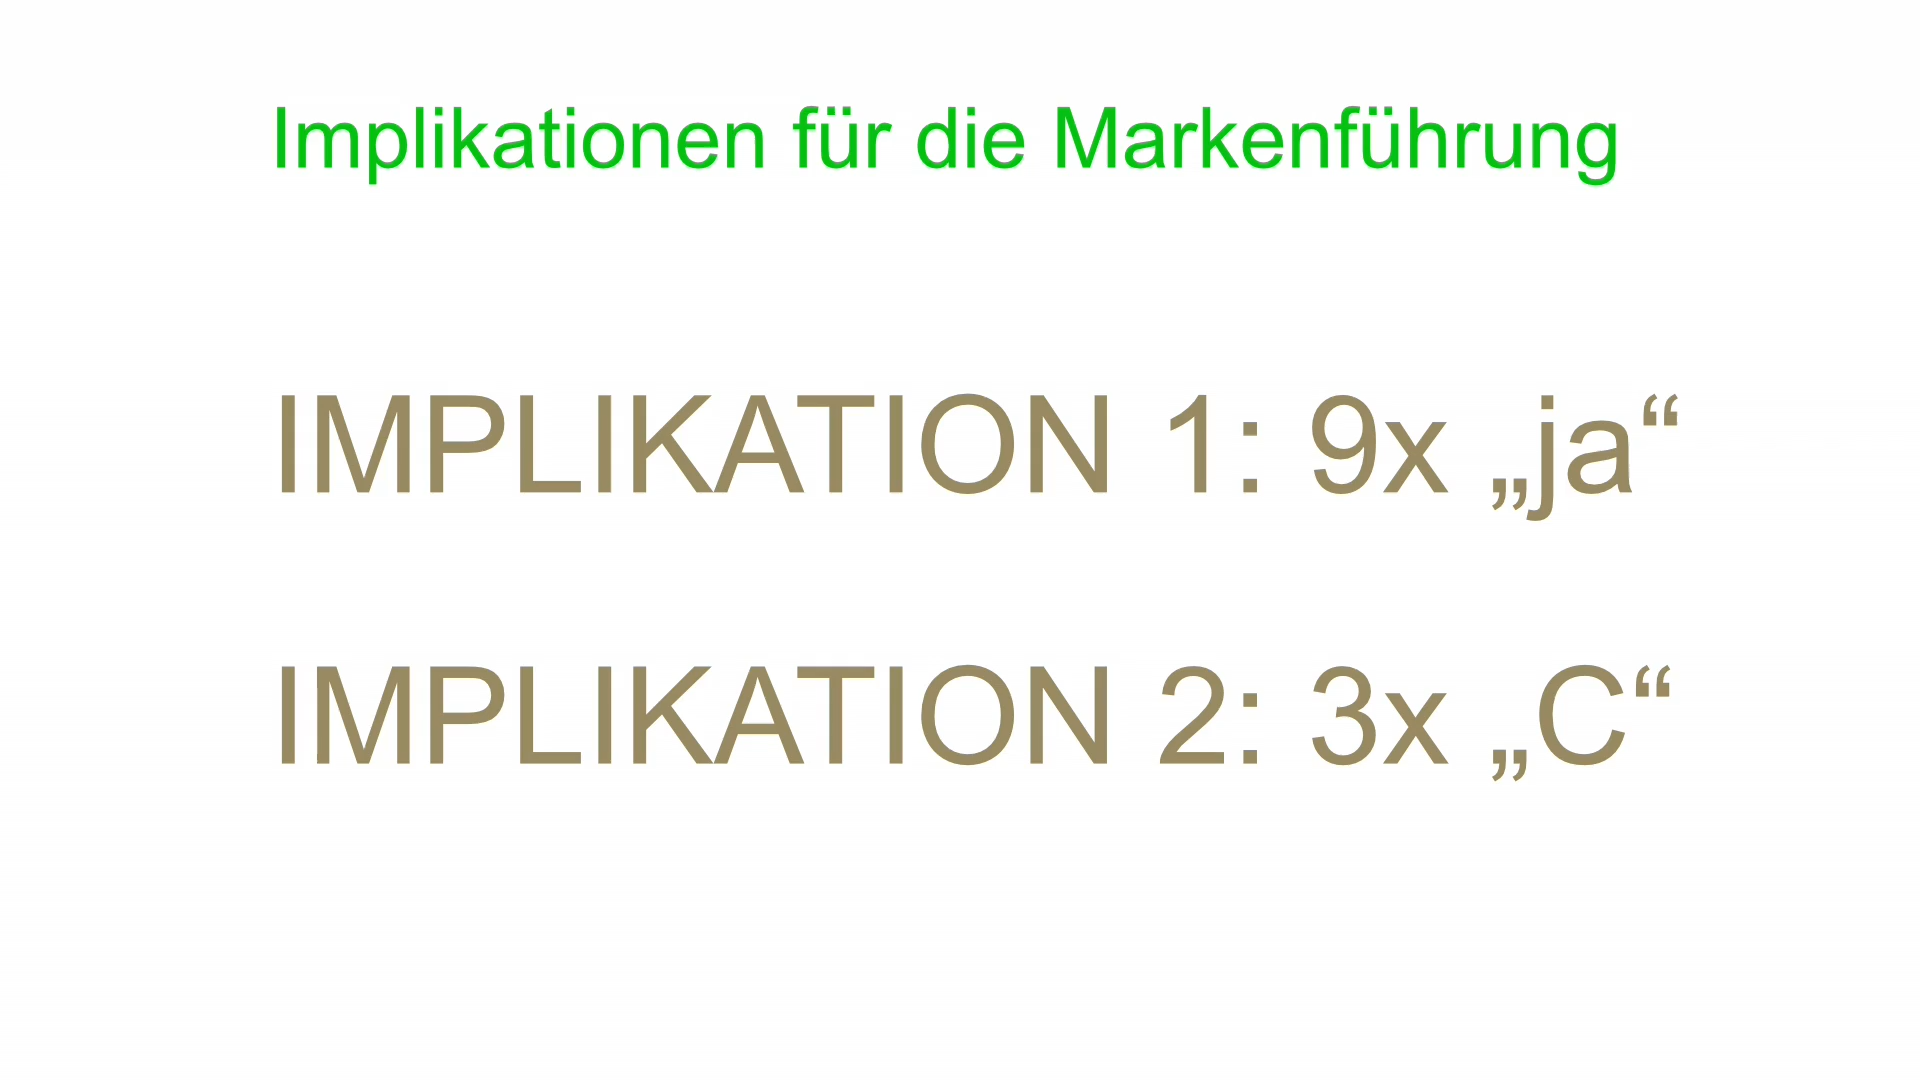 Implikationen für die Markenführung
IMPLIKATION 1: 9x „ja“
IMPLIKATION 2: 3x „C“